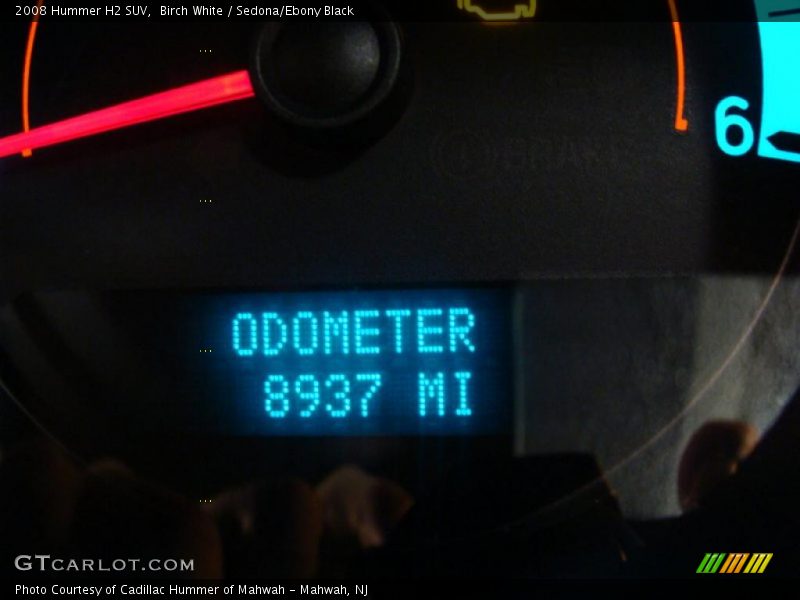 2008 Hummer H2 SUV,  Birch White / Sedona/Ebony Black
6
ODOMETER
8937 MI
GTCARLOT.COM
Photo Courtesy of Cadillac Hummer of Mahwah - Mahwah, NJ